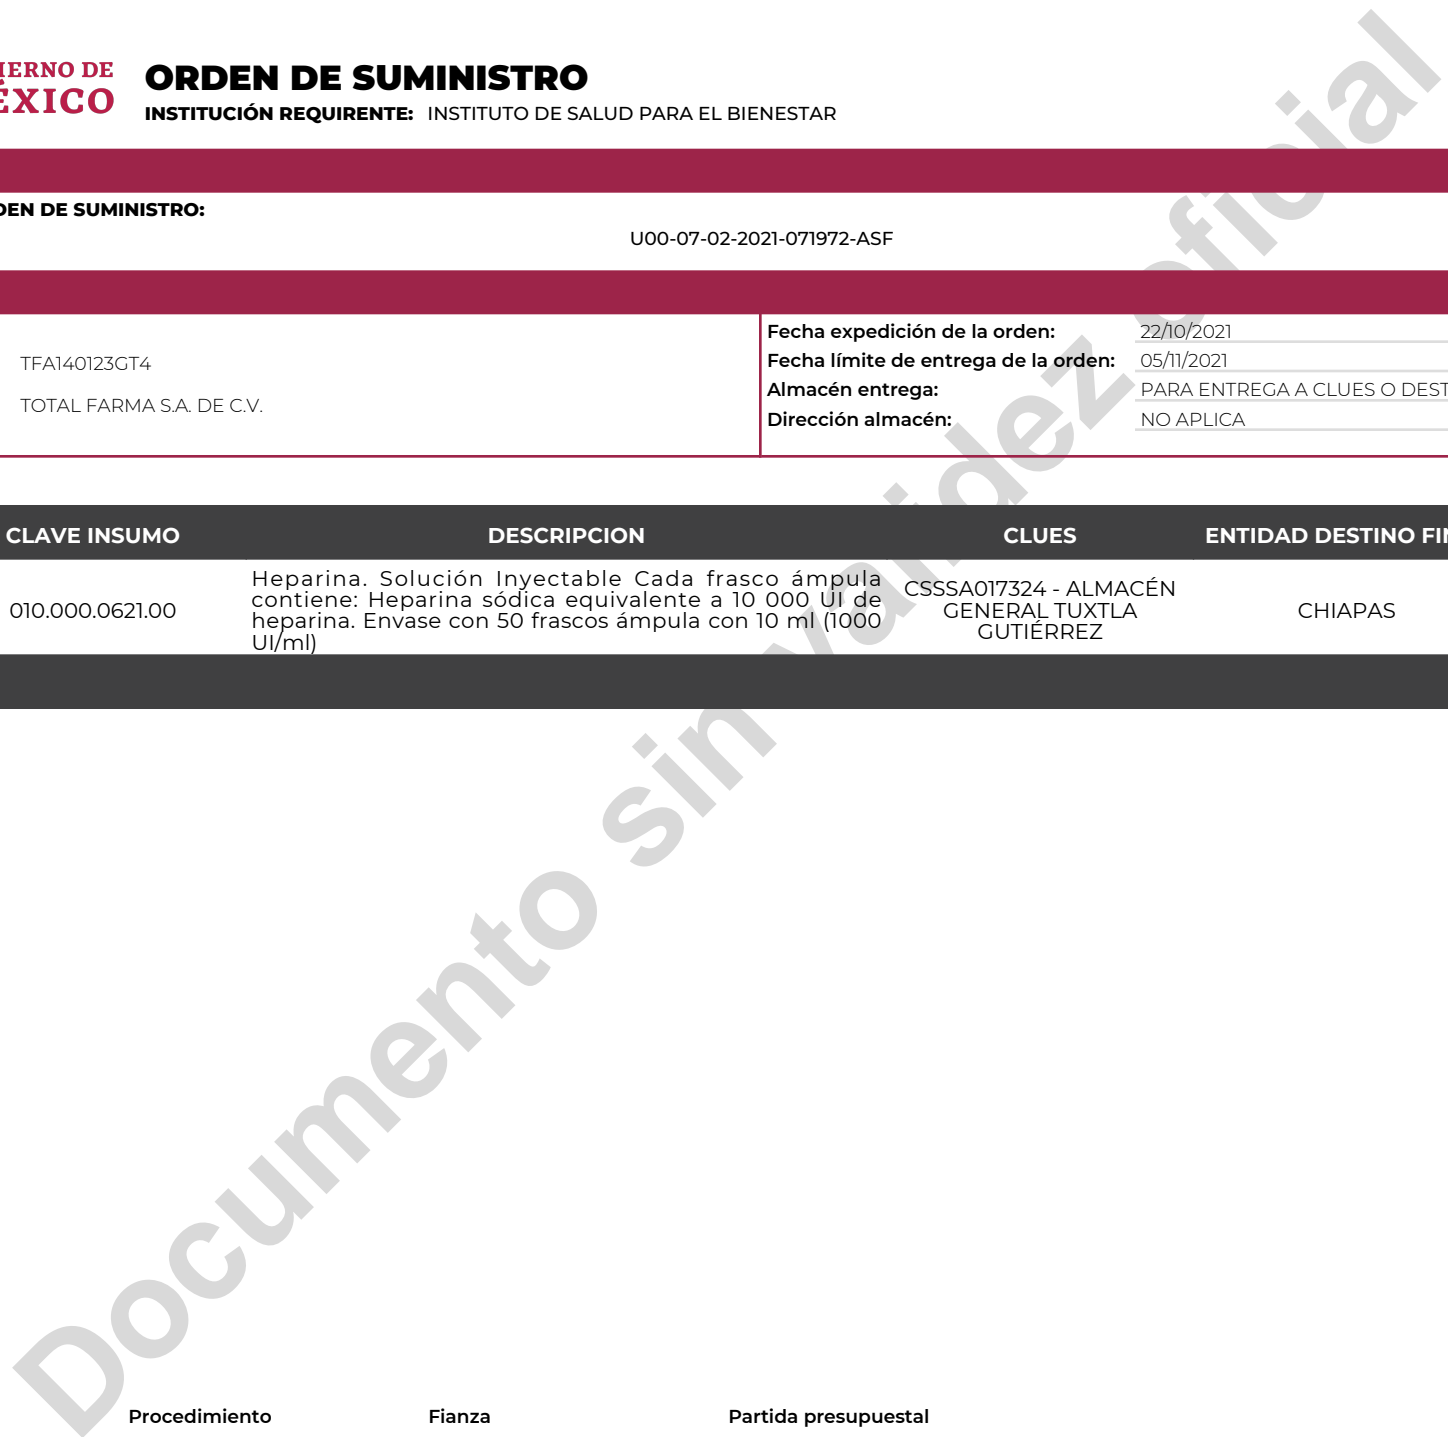 IERNO DE
ÉXICO
ORDEN DE SUMINISTRO
INSTITUCIÓN REQUIRENTE: INSTITUTO DE SALUD PARA EL BIENESTAR
DEN DE SUMINISTRO:
U00-07-02-2021-071972-ASF
TFA140123GT4
TOTAL FARMA S.A. DE C.V.
Fecha expedición de la orden: 22/10/2021
Fecha límite de entrega de la orden: 05/11/2021
Almacén entrega: PARA ENTREGA A CLUES O DEST
Dirección almacén: NO APLICA
CLAVE INSUMO DESCRIPCION CLUES ENTIDAD DESTINO FIN
010.000.0621.00
Heparina. Solución Inyectable Cada frasco ámpula
contiene: Heparina sódica equivalente a 10 000 UI de
heparina. Envase con 50 frascos ámpula con 10 ml (1000
UI/ml)
CSSSA017324 - ALMACÉN
GENERAL TUXTLA
GUTIÉRREZ
CHIAPAS
Documento sin validez oficial
Procedimiento Fianza Partida presupuestal